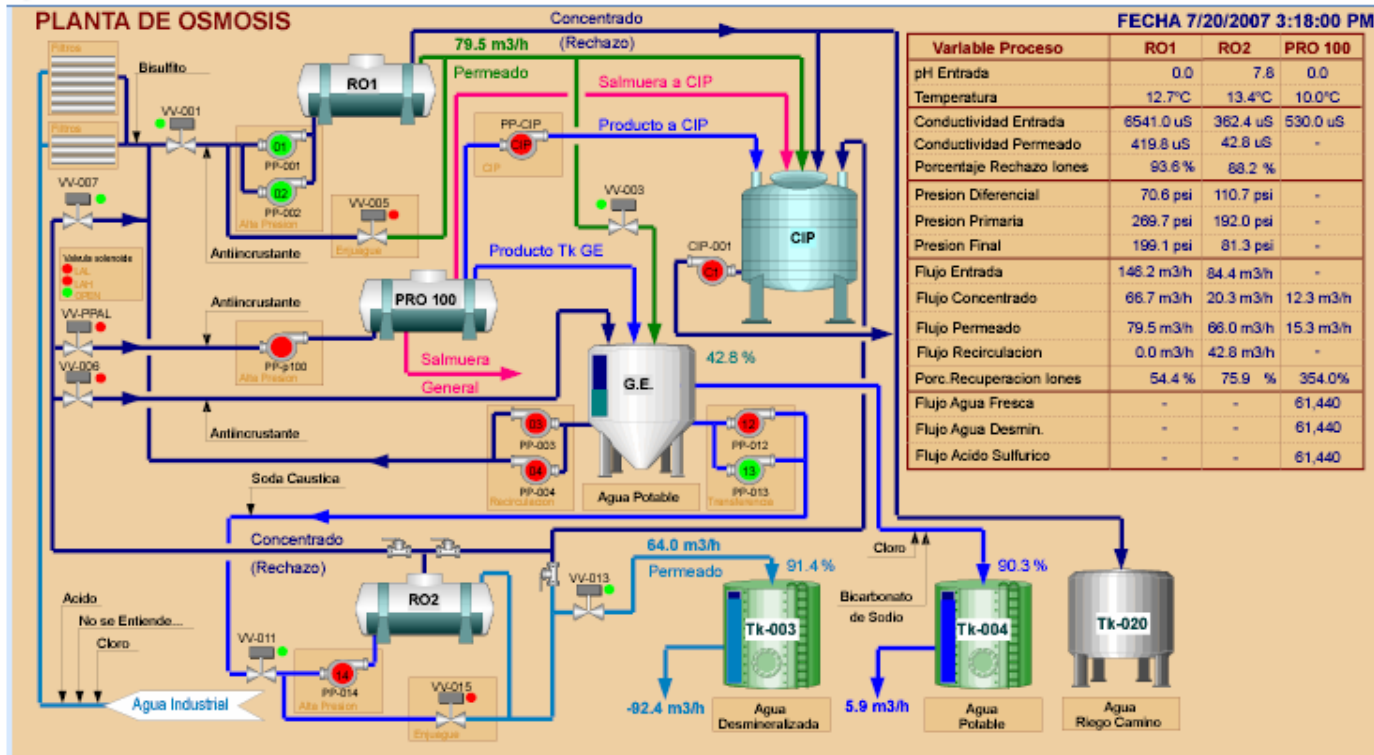 PLANTA DE OSMOSIS
FECHA 7/20/2007 3:18:00 PM
Concentrado
(Rechazo)
79.5 m3/h
Permeado
Filtros
Bisulfito
Filtros
VV-001
RO1
Salmuera a CIP
PP-CIP
Producto a CIP
CIP
CIP
01
PP-001
02
PP-002
Alta Presion
VV-007
VV-005
Enjuague
VV-003
Antiincrustante
Producto Tk GE
CIP-001
C1
CIP
Valvula solenoide
LAL
LAH
OPEN
Antiincrustante
PRO 100
VV-PPAL
PP-p100
Alta Presion
Salmuera
General
VV-006
42.8 %
G.E.
Antiincrustante
03
PP-003
04
PP-004
Recirculacion
12
PP-012
13
PP-013
Transferencia
Agua Potable
Soda Caustica
Concentrado
(Rechazo)
64.0 m3/h
Permeado
Cloro
91.4 %
90.3 %
VV-013
Bicarbonato
de Sodio
RO2
Acido
No se Entiende...
Cloro
VV-011
14
PP-014
Alta Presion
VV-015
Enjuague
Tk-003
Tk-004
Tk-020
Agua Industrial
-92.4 m3/h
5.9 m3/h
Agua
Desmineralizada
Agua
Potable
Agua
Riego Camino
Variable Proceso RO1 RO2 PRO 100
pH Entrada 0.0 7.8 0.0
Temperatura 12.7ºC 13.4ºC 10.0ºC
Conductividad Entrada 6541.0 uS 362.4 uS 530.0 uS
Conductividad Permeado 419.8 uS 42.8 uS -
Porcentaje Rechazo Iones 93.6 % 88.2 % -
Presion Diferencial 70.6 psi 110.7 psi -
Presion Primaria 269.7 psi 192.0 psi -
Presion Final 199.1 psi 81.3 psi -
Flujo Entrada 146.2 m3/h 84.4 m3/h -
Flujo Concentrado 66.7 m3/h 20.3 m3/h 12.3 m3/h
Flujo Permeado 79.5 m3/h 66.0 m3/h 15.3 m3/h
Flujo Recirculacion 0.0 m3/h 42.8 m3/h -
Porc.Recuperacion Iones 54.4 % 75.9 % 354.0%
Flujo Agua Fresca - - 61,440
Flujo Agua Desmin. - - 61,440
Flujo Acido Sulfurico - - 61,440